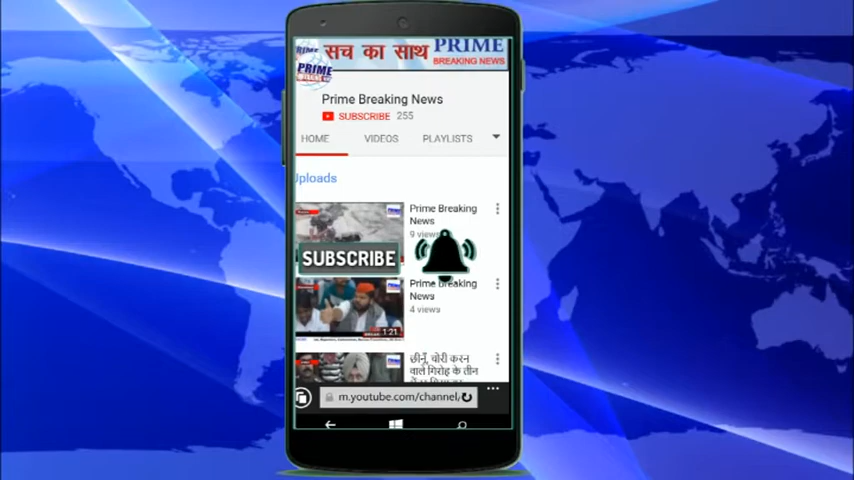 PRIME सच का साथ PRIME
BREAKING NEWS
PRIME
Prime Breaking News
SUBSCRIBE 255
HOME VIDEOS PLAYLISTS
Uploads
Prime Breaking
News
9 views
SUBSCRIBE
Prime Breaking
News
4 views
1:21
छीनूँ, चोरी करन
वाले गिरोह के तीन
m.youtube.com/channel/